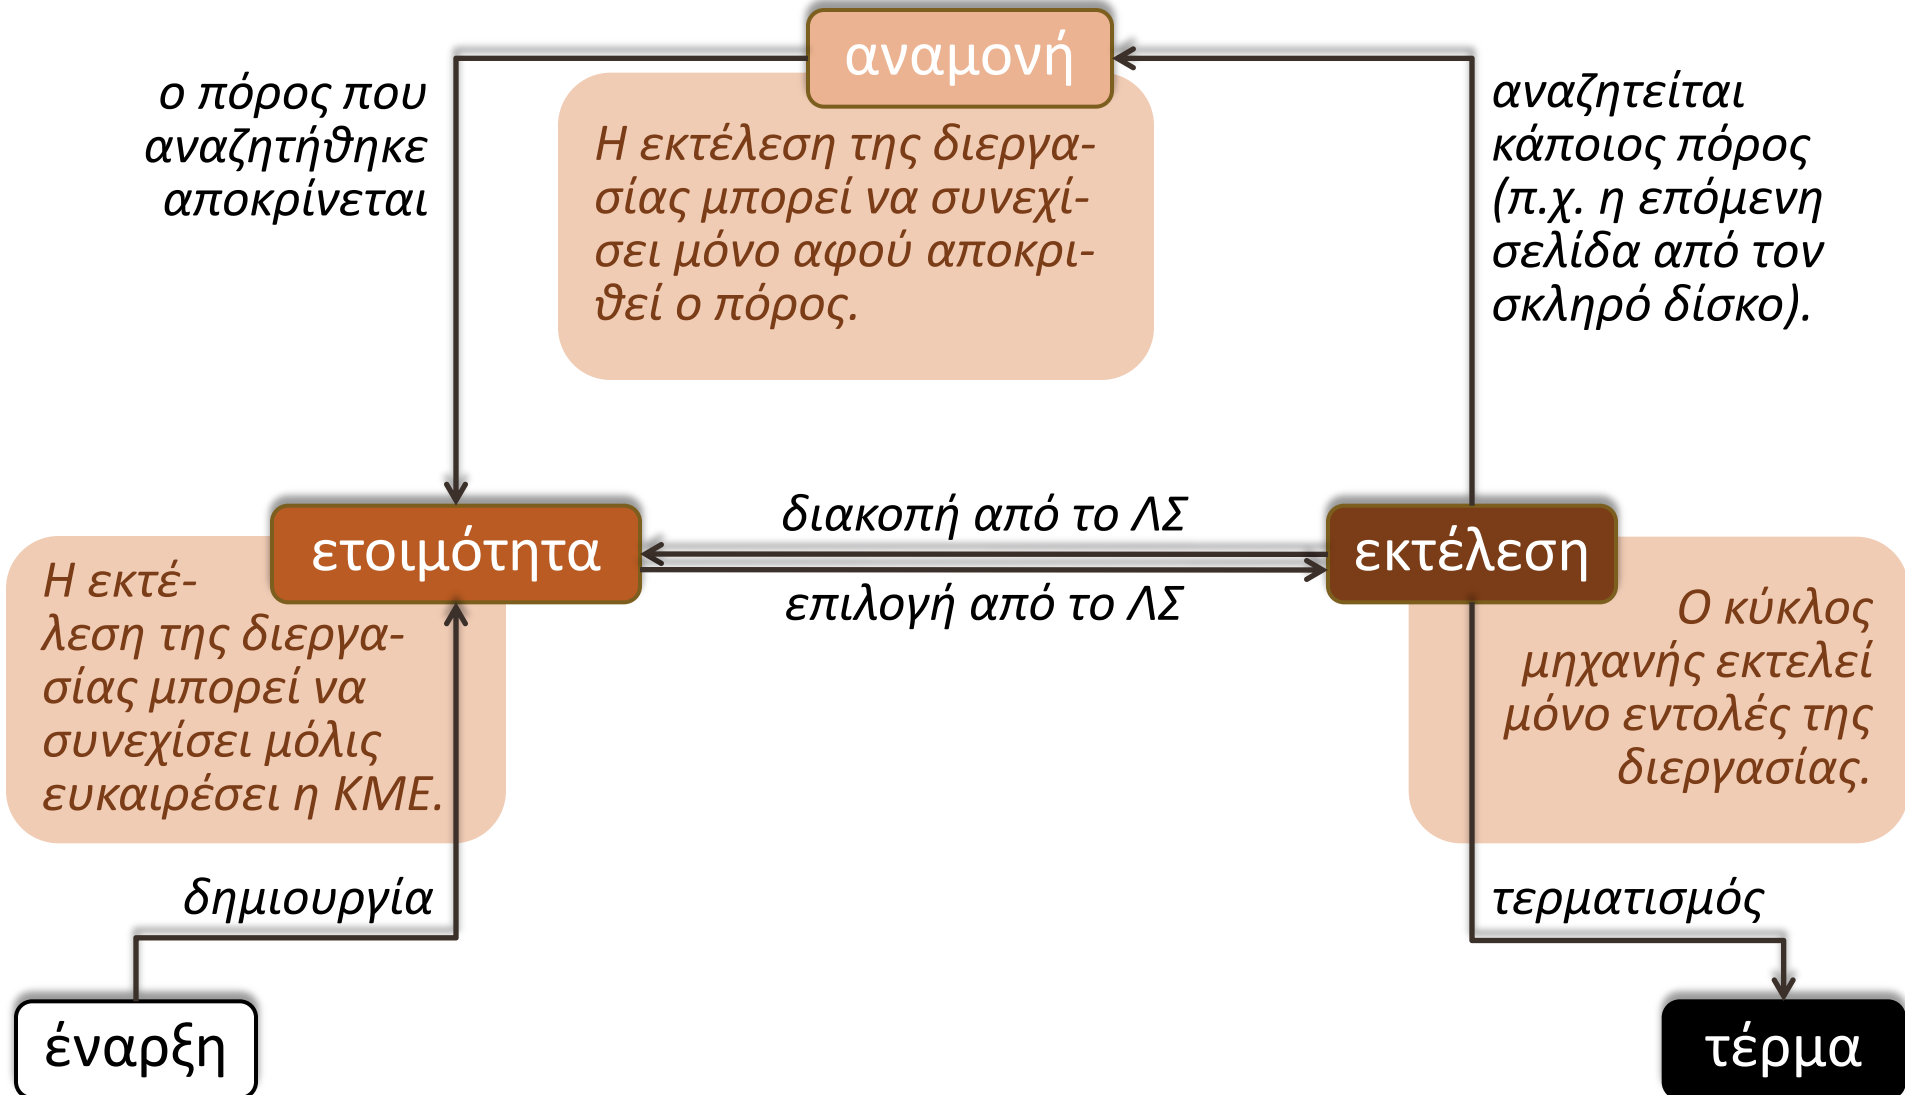 αναμονή
ο πόρος που
αναζητήθηκε
αποκρίνεται
Η εκτέλεση της διεργα-
σίας μπορεί να συνεχί-
σει μόνο αφού αποκρι-
θεί ο πόρος.
αναζητείται
κάποιος πόρος
(π.χ. η επόμενη
σελίδα από τον
σκληρό δίσκο).
ετοιμότητα
διακοπή από το ΛΣ
επιλογή από το ΛΣ
εκτέλεση
Η εκτέ-
λεση της διεργα-
σίας μπορεί να
συνεχίσει μόλις
ευκαιρέσει η ΚΜΕ.
Ο κύκλος
μηχανής εκτελεί
μόνο εντολές της
διεργασίας.
δημιουργία
τερματισμός
έναρξη
τέρμα